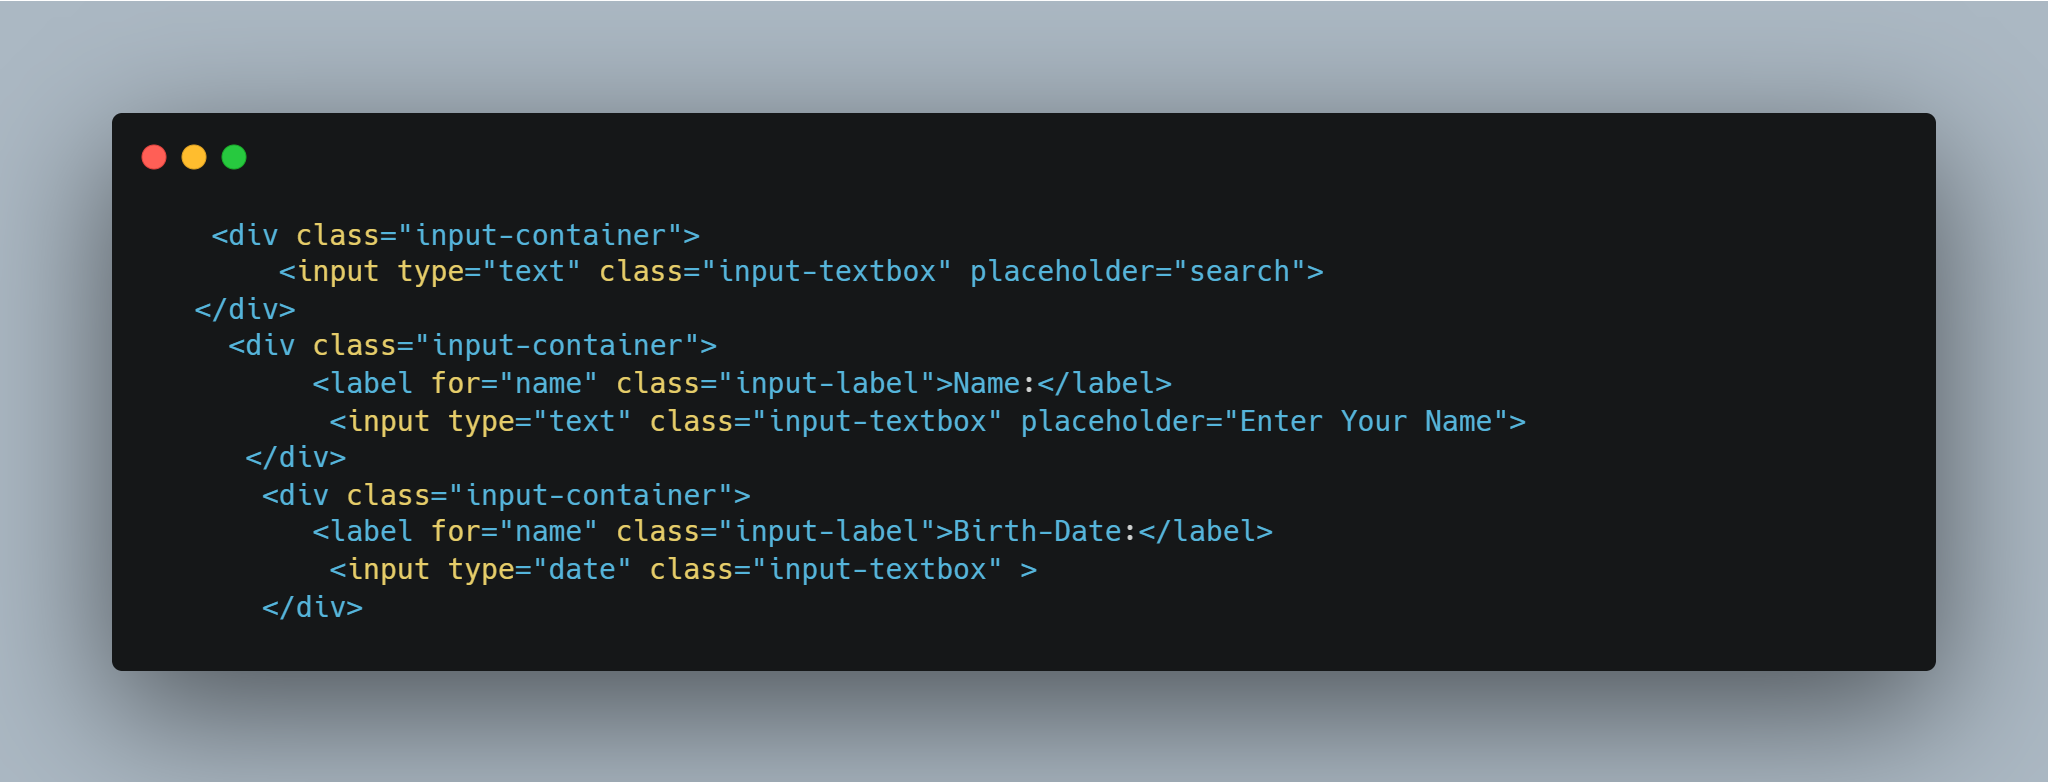 <div class="input-container">
<input type="text" class="input-textbox" placeholder="search">
</div>
<div class="input-container">
<label for="name" class="input-label">Name:</label>
<input type="text" class="input-textbox" placeholder="Enter Your Name">
</div>
<div class="input-container">
<label for="name" class="input-label">Birth-Date:</label>
<input type="date" class="input-textbox" >
</div>